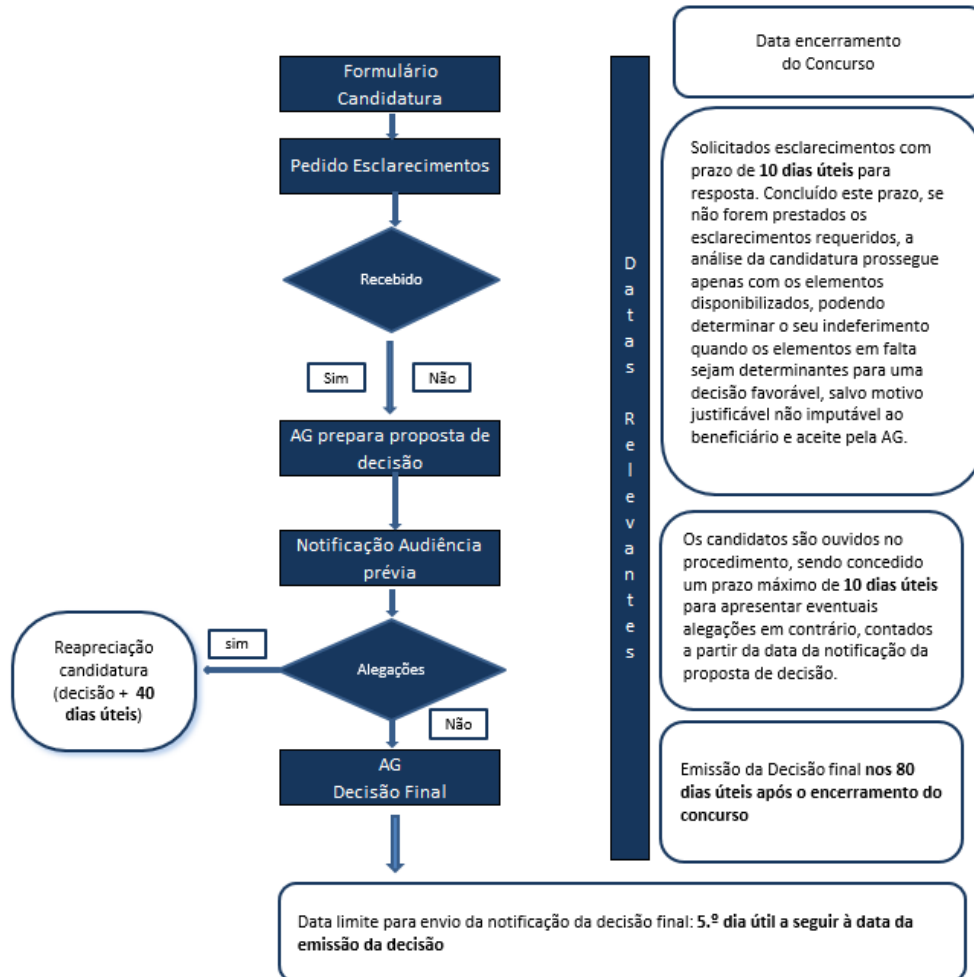 Formulário
Candidatura
Pedido Esclarecimentos
Recebido
Sim
Não
AG prepara proposta de
decisão
Notificação Audiência
prévia
Alegações
sim
Reapreciação
candidatura
(decisão + 40
dias úteis)
Não
AG
Decisão Final
Datas Relevantes
Data encerramento
do Concurso
Solicitados esclarecimentos com
prazo de 10 dias úteis para
resposta. Concluído este prazo, se
não forem prestados os
esclarecimentos requeridos, a
análise da candidatura prossegue
apenas com os elementos
disponibilizados, podendo
determinar o seu indeferimento
quando os elementos em falta
sejam determinantes para uma
decisão favorável, salvo motivo
justificável não imputável ao
beneficiário e aceite pela AG.
Os candidatos são ouvidos no
procedimento, sendo concedido
um prazo máximo de 10 dias úteis
para apresentar eventuais
alegações em contrário, contados
a partir da data da notificação da
proposta de decisão.
Emissão da Decisão final nos 80
dias úteis após o encerramento do
concurso
Data limite para envio da notificação da decisão final: 5.º dia útil a seguir à data da
emissão da decisão